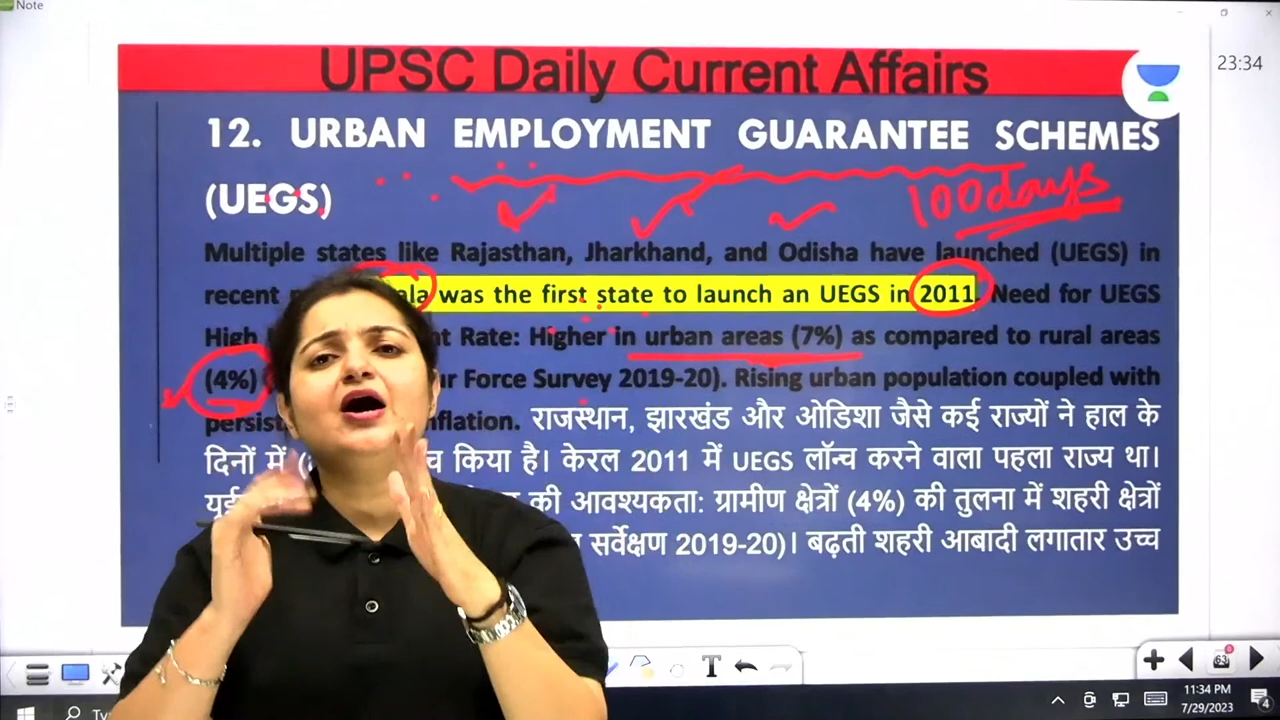 Note
UPSC Daily Current Affairs
23:34
12. URBAN EMPLOYMENT GUARANTEE SCHEMES
(UEGS)
100days
Multiple states like Rajasthan, Jharkhand, and Odisha have launched (UEGS) in
recent was the first state to launch an UEGS in 2011. Need for UEGS
High Rate: Higher in urban areas (7%) as compared to rural areas
(4%) Force Survey 2019-20). Rising urban population coupled with
राजस्थान, झारखंड और ओडिशा जैसे कई राज्यों ने हाल के
दिनों में किया है। केरल 2011 में UEGS लॉन्च करने वाला पहला राज्य था।
की आवश्यकता: ग्रामीण क्षेत्रों (4%) की तुलना में शहरी क्षेत्रों
सर्वेक्षण 2019-20)। बढ़ती शहरी आबादी लगातार उच्च
T
63
11:34 PM
7/29/2023
4